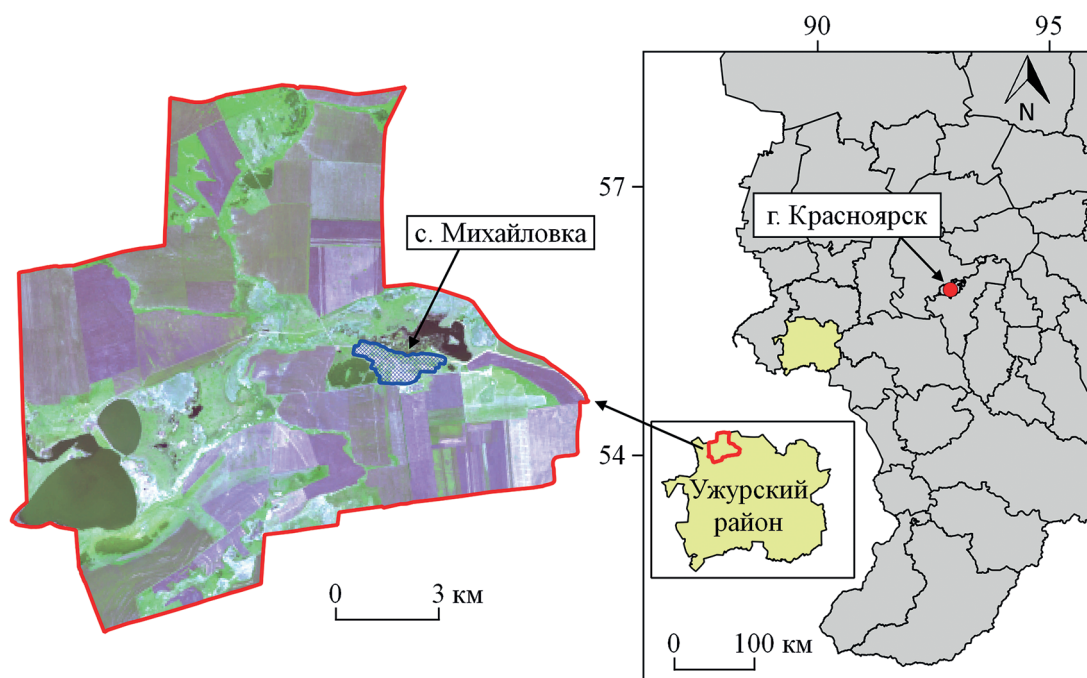 90
95
N
57
г. Красноярск
с. Михайловка
54
Ужурский
район
0
3 км
0
100 км